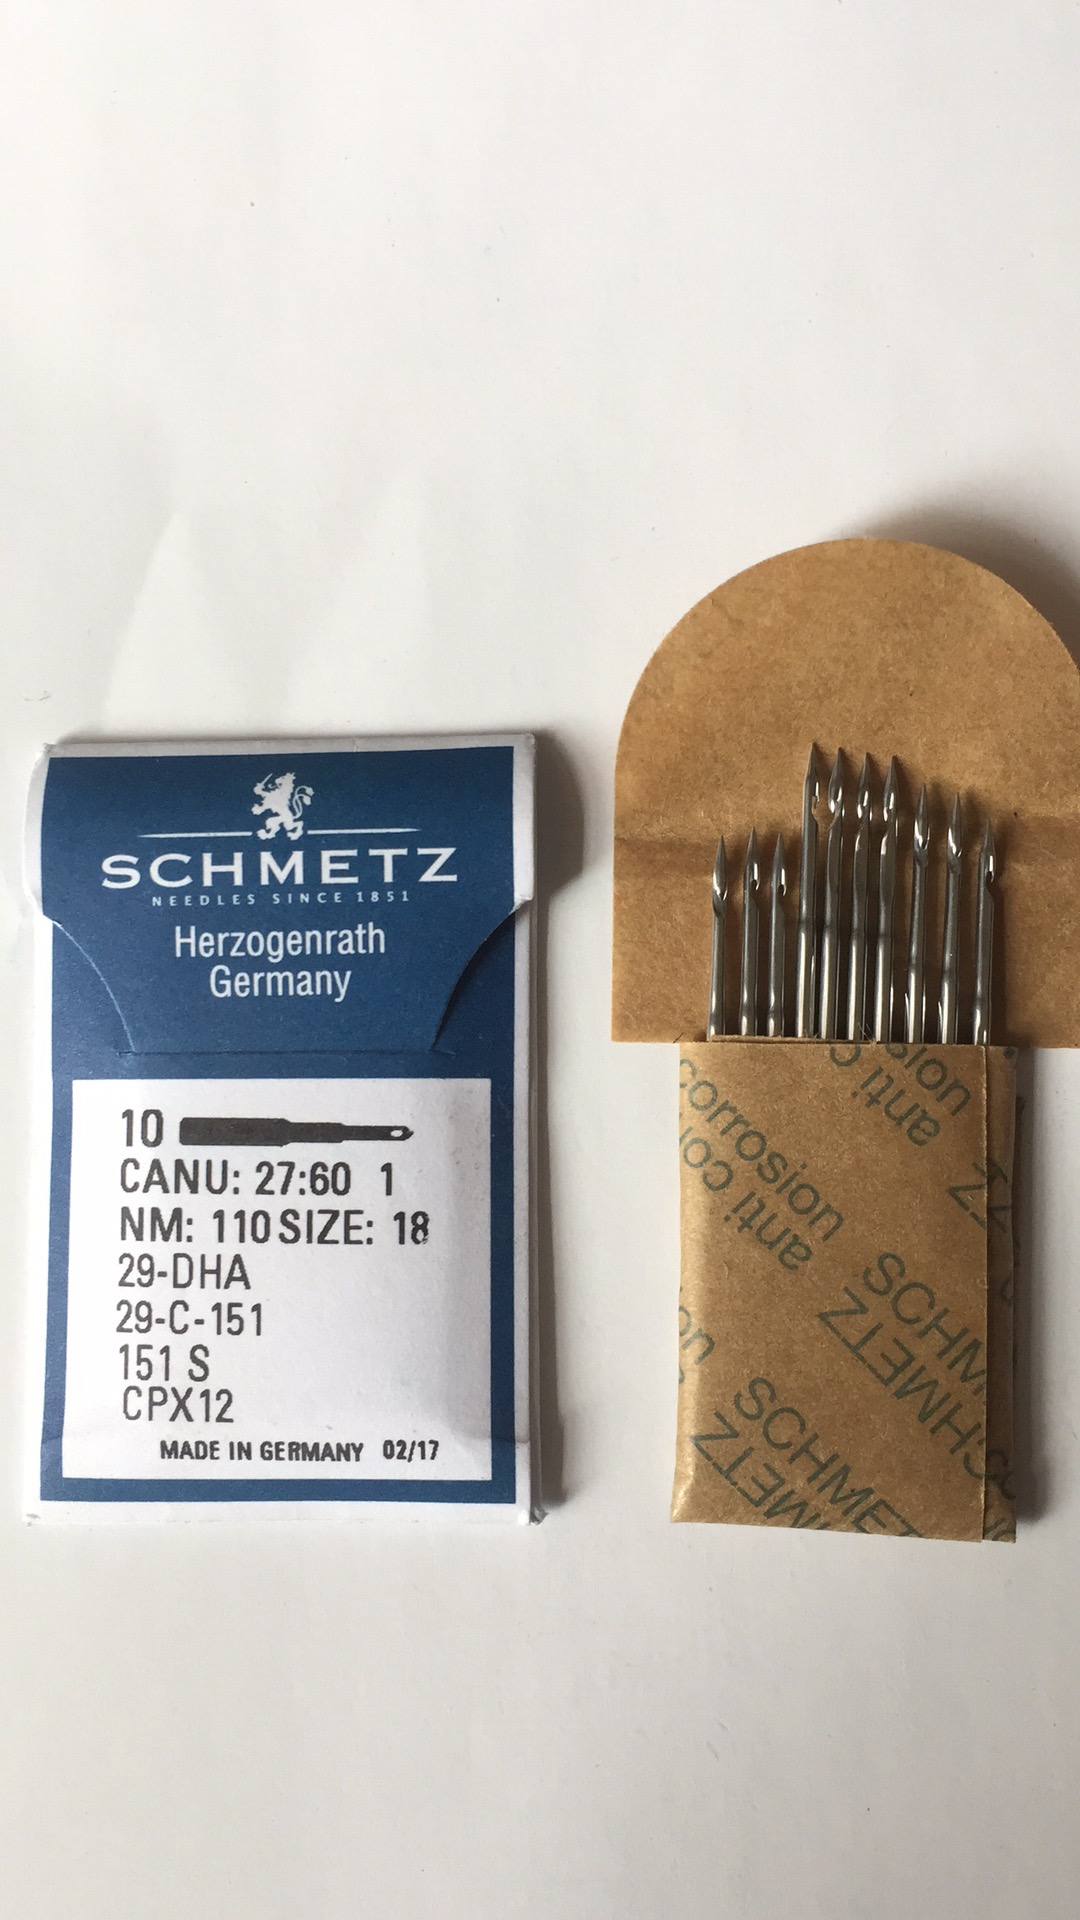 SCHMETZ
NEEDLES SINCE 1851
Herzogenrath
Germany
10
CANU: 27:60 1
NM: 110 SIZE: 18
29-DHA
29-C-151
151 S
CPX12
MADE IN GERMANY 02/17
corrosion
anti
anti
SCHMETZ
SCHMETZ